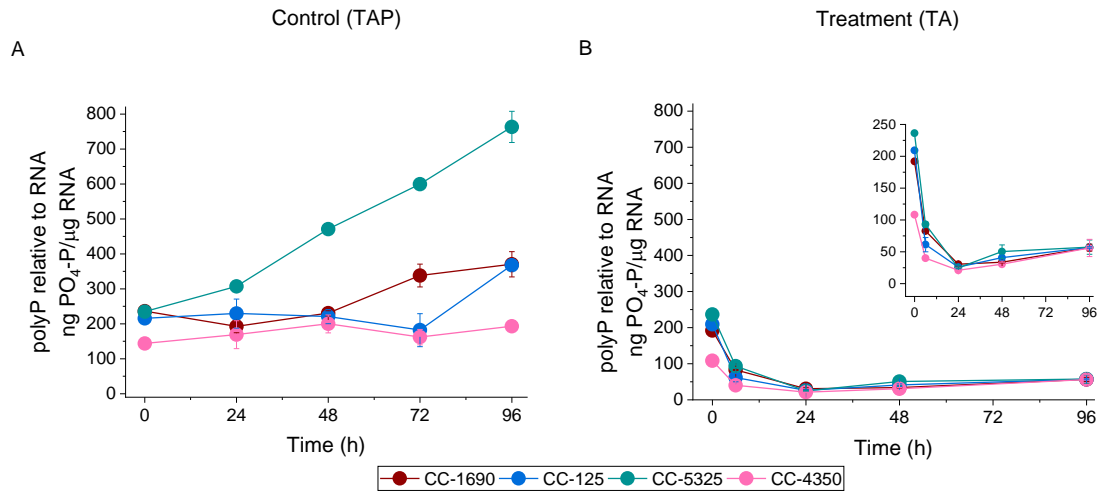 Control (TAP)
Treatment (TA)
A
B
polyP relative to RNA
ng PO₄-P/μg RNA
800
700
600
500
400
300
200
100
0
0 24 48 72 96
Time (h)
polyP relative to RNA
ng PO₄-P/μg RNA
800
700
600
500
400
300
200
100
0
0 24 48 72 96
Time (h)
250
200
150
100
50
0
0 24 48 72 96
CC-1690 CC-125 CC-5325 CC-4350